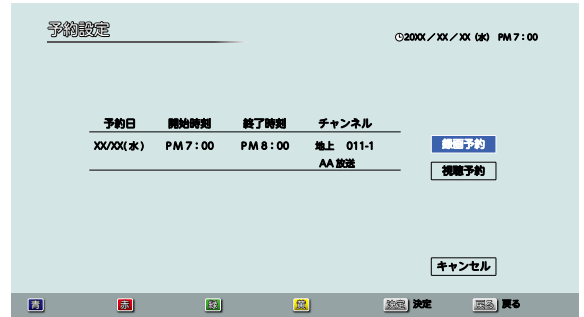 予約設定
20XX／XX／XX (水) PM 7：00
予約日 開始時刻 終了時刻 チャンネル
XX/XX(水) PM 7：00 PM 8：00 地上 011-1
AA 放送
録画予約
視聴予約
キャンセル
青 赤 緑 黄 決定 決定 戻る 戻る